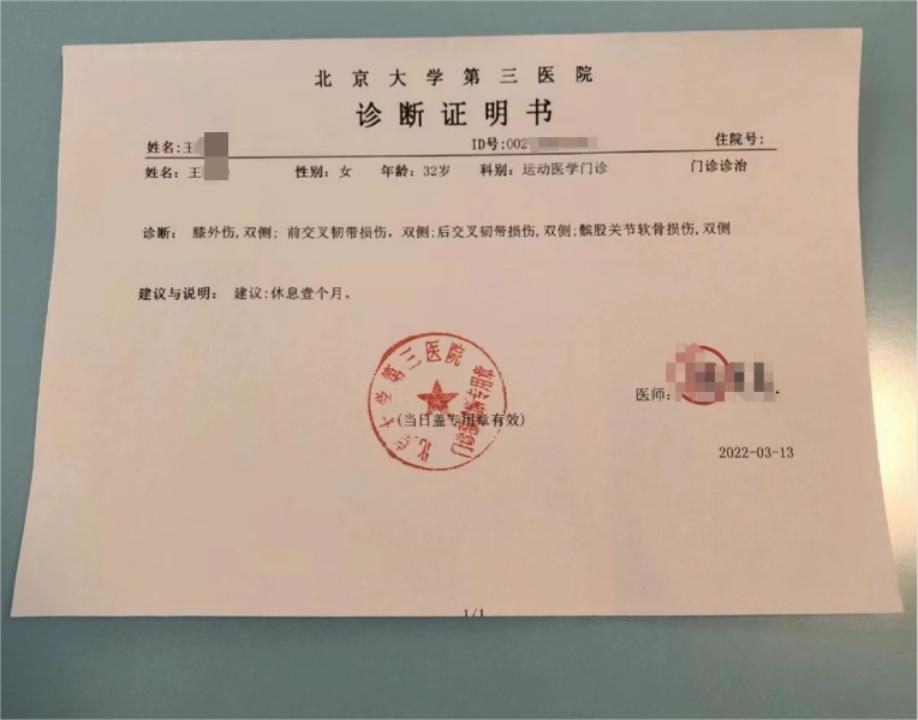 北京大学第三医院
诊断证明书
姓名:王 ID号:002 住院号:
姓名:王 性别:女 年龄:32岁 科别:运动医学门诊 门诊诊治
诊断: 膝外伤,双侧; 前交叉韧带损伤, 双侧;后交叉韧带损伤,双侧;髌股关节软骨损伤,双侧
建议与说明: 建议:休息壹个月。
北京大学第三医院
医师:
(当日盖专用章有效)
2022-03-13
1/1